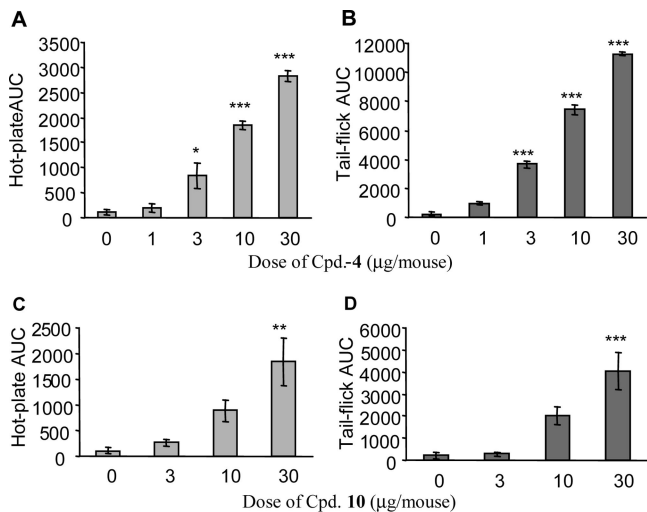 A
Hot-plateAUC
3500
3000
2500
2000
1500
1000
500
0
*
***
***
0 1 3 10 30
B
Tail-flick AUC
12000
10000
8000
6000
4000
2000
0
***
***
***
0 1 3 10 30
Dose of Cpd.-4 (μg/mouse)
C
Hot-plate AUC
2500
2000
1500
1000
500
0
**
0 3 10 30
D
Tail-flick AUC
6000
5000
4000
3000
2000
1000
0
***
0 3 10 30
Dose of Cpd. 10 (μg/mouse)